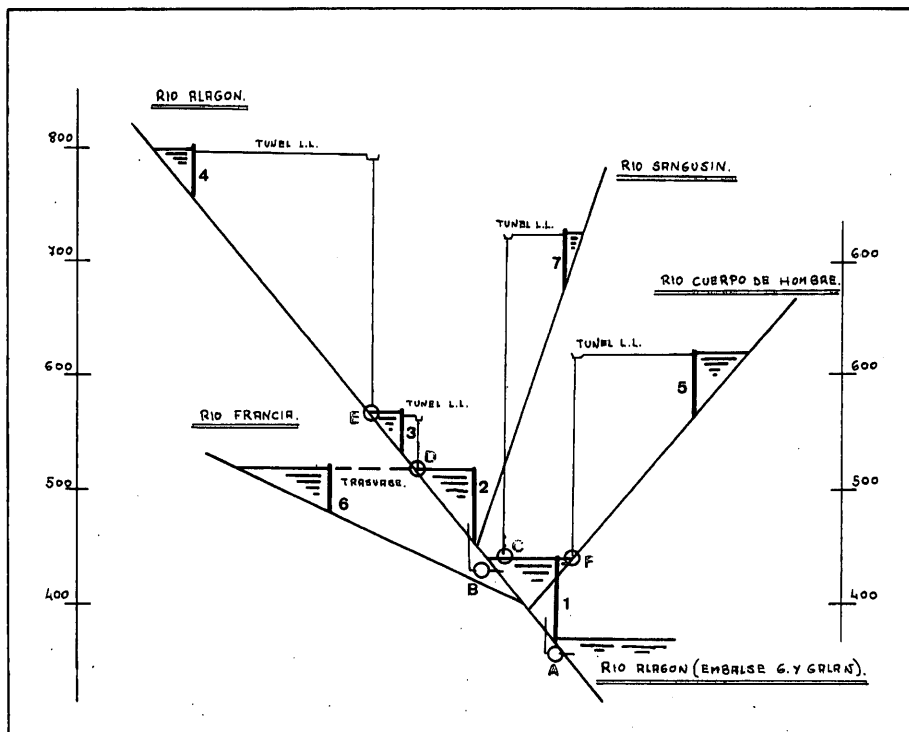 RIO ALAGON.
800
TUNEL L.L.
4
RIO SANGUSIN.
TUNEL L.L.
700
7
600
RIO CUERPO DE HOMBRE.
TUNEL L.L.
600
600
5
E
TUNEL L.L.
RIO FRANCIA.
3
D
TRASVASE.
2
500
500
6
C
F
B
1
400
400
A
RIO ALAGON (EMBALSE G. Y GALAN).